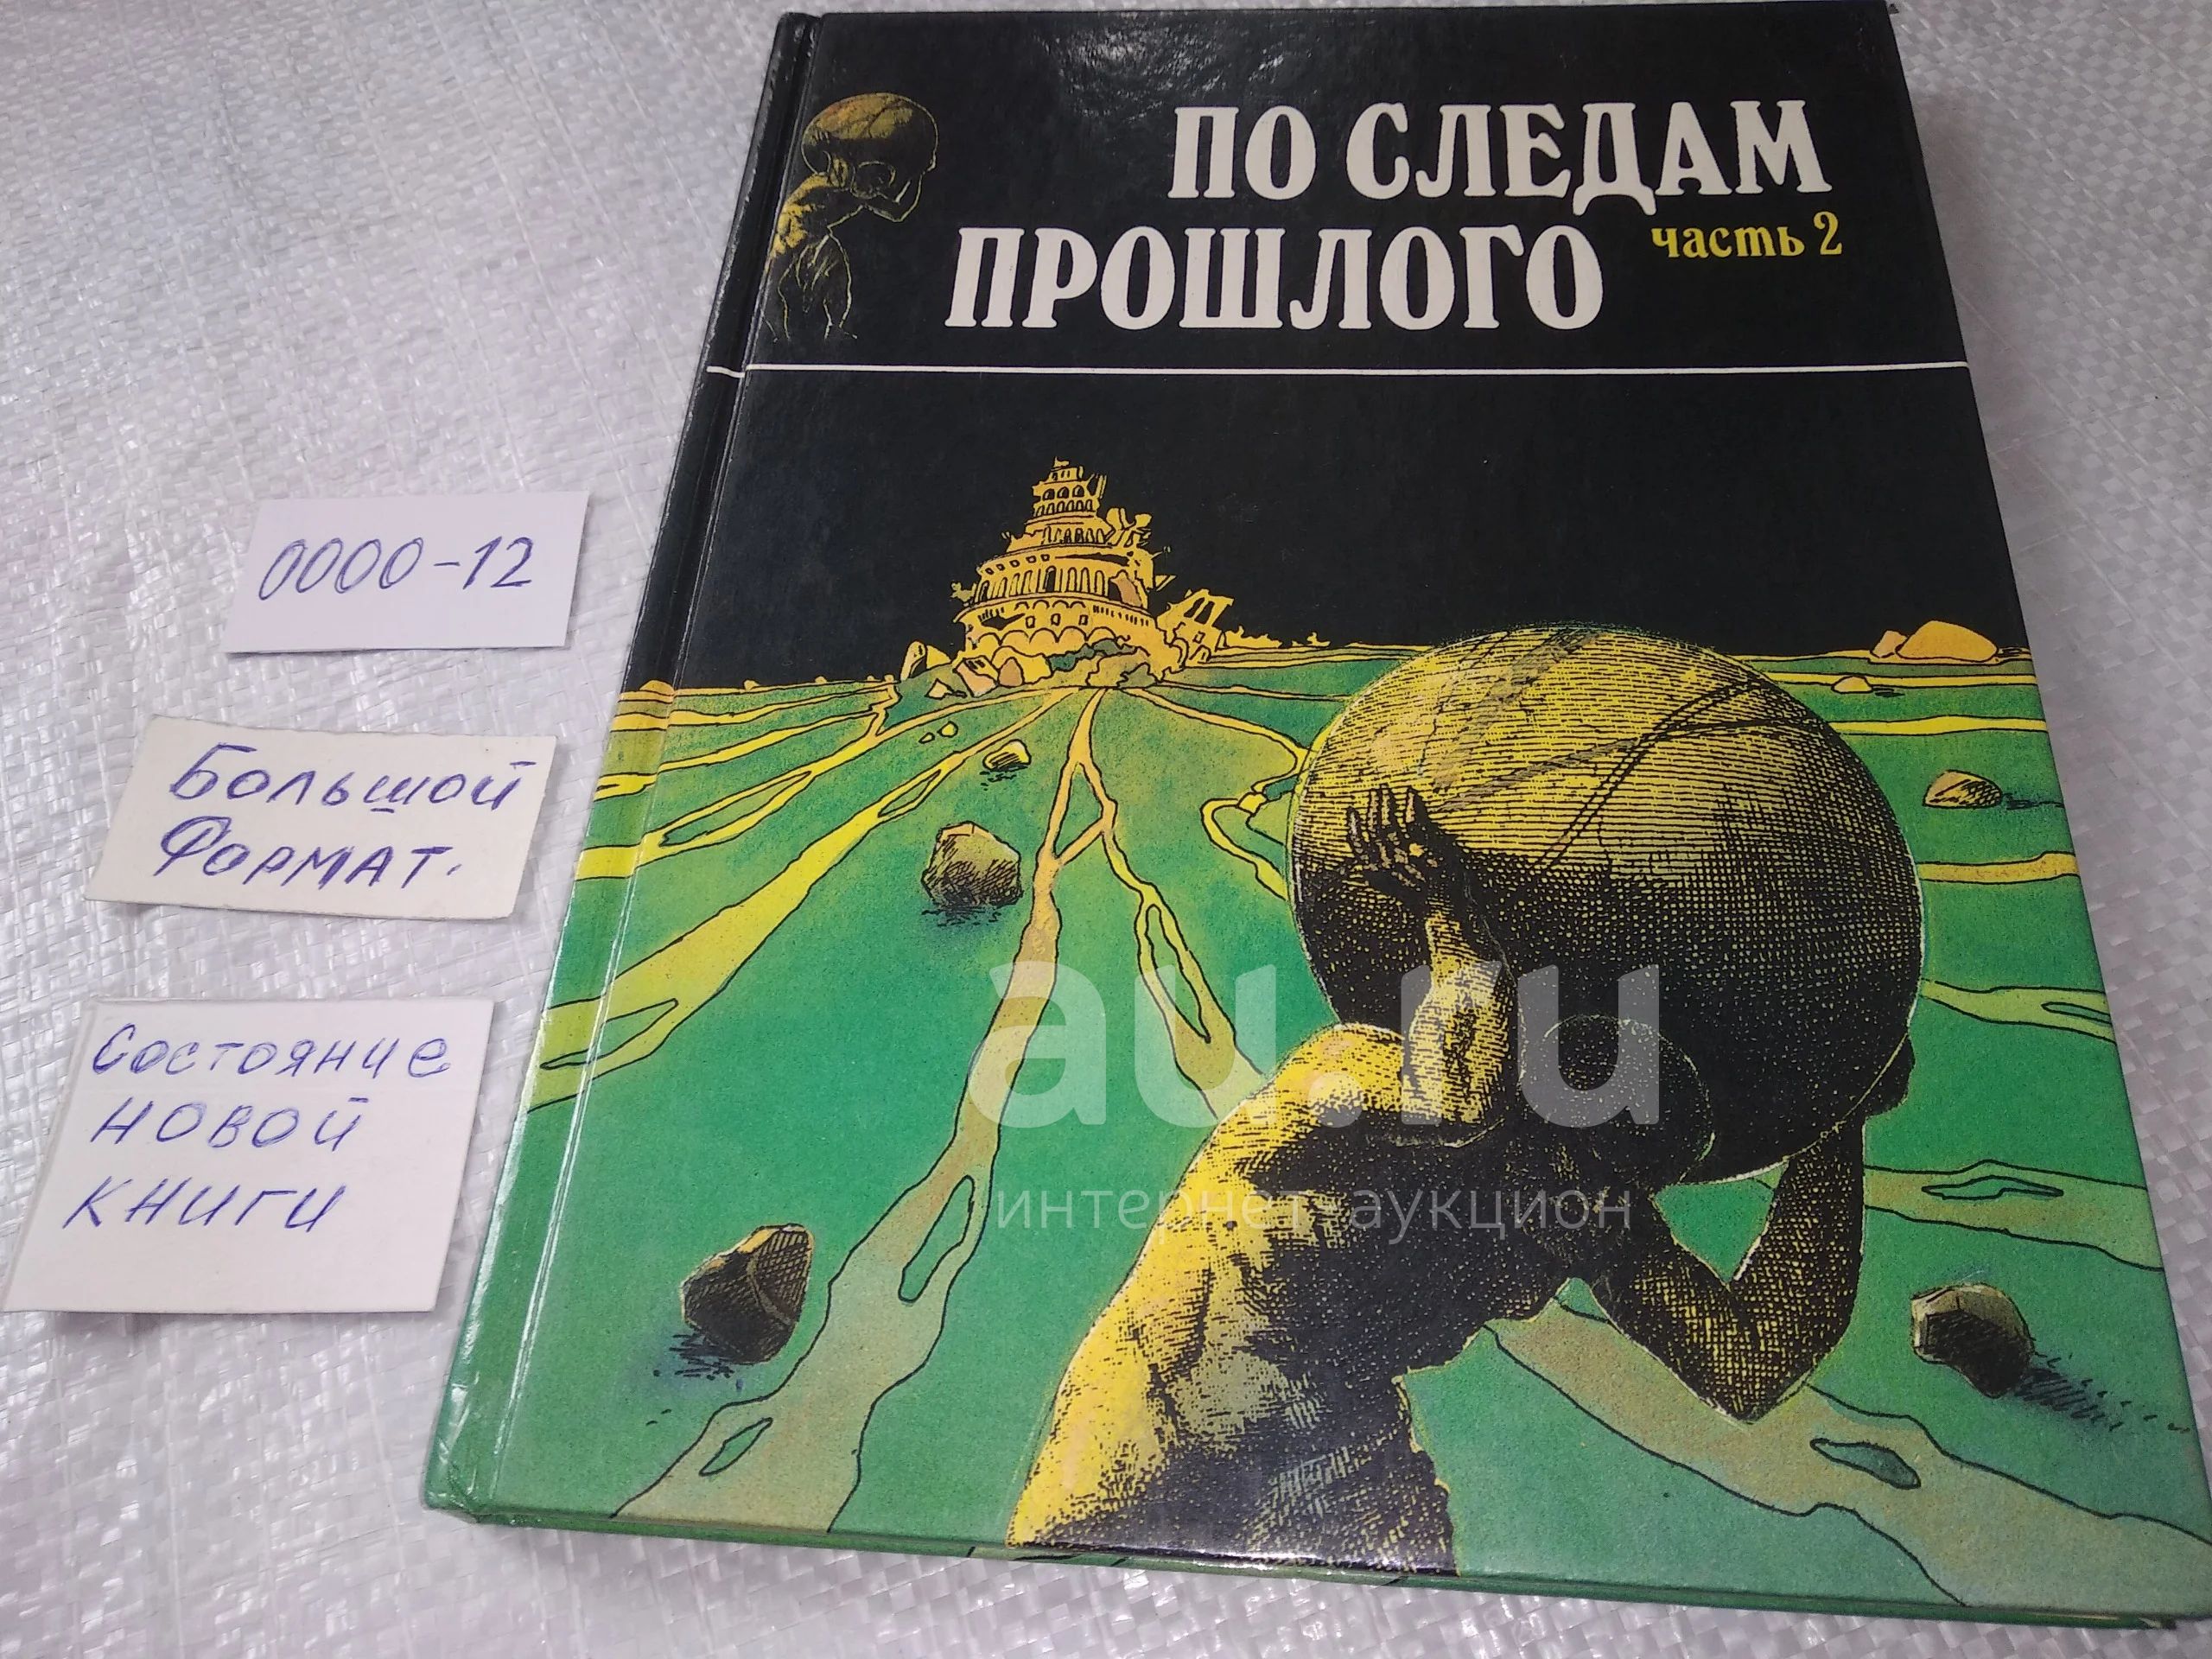 ПО СЛЕДАМ
ПРОШЛОГО
часть 2
0000-12
Большой
Формат.
Состояние
новой
книги
au.ru
интернет аукцион